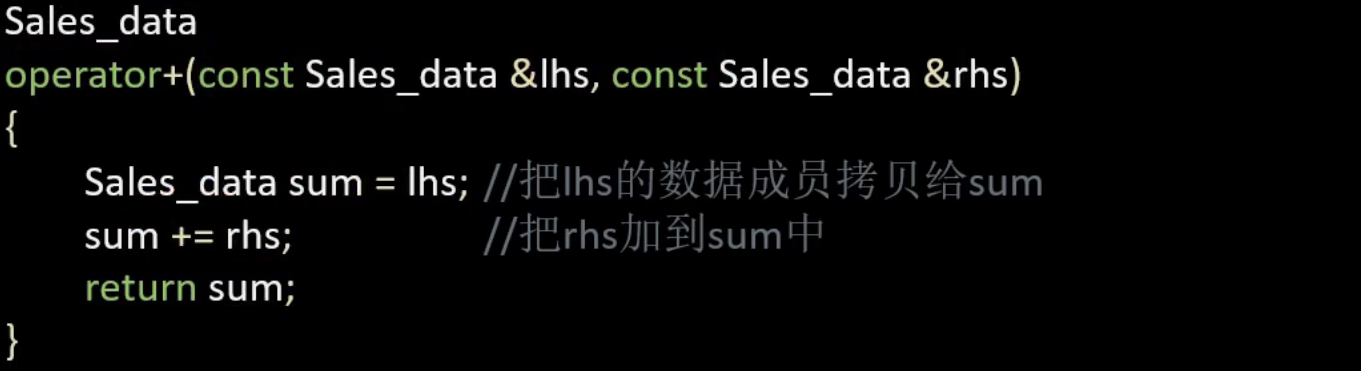 Sales_data
operator+(const Sales_data &lhs, const Sales_data &rhs)
{
    Sales_data sum = lhs; //把lhs的数据成员拷贝给sum
    sum += rhs;           //把rhs加到sum中
    return sum;
}